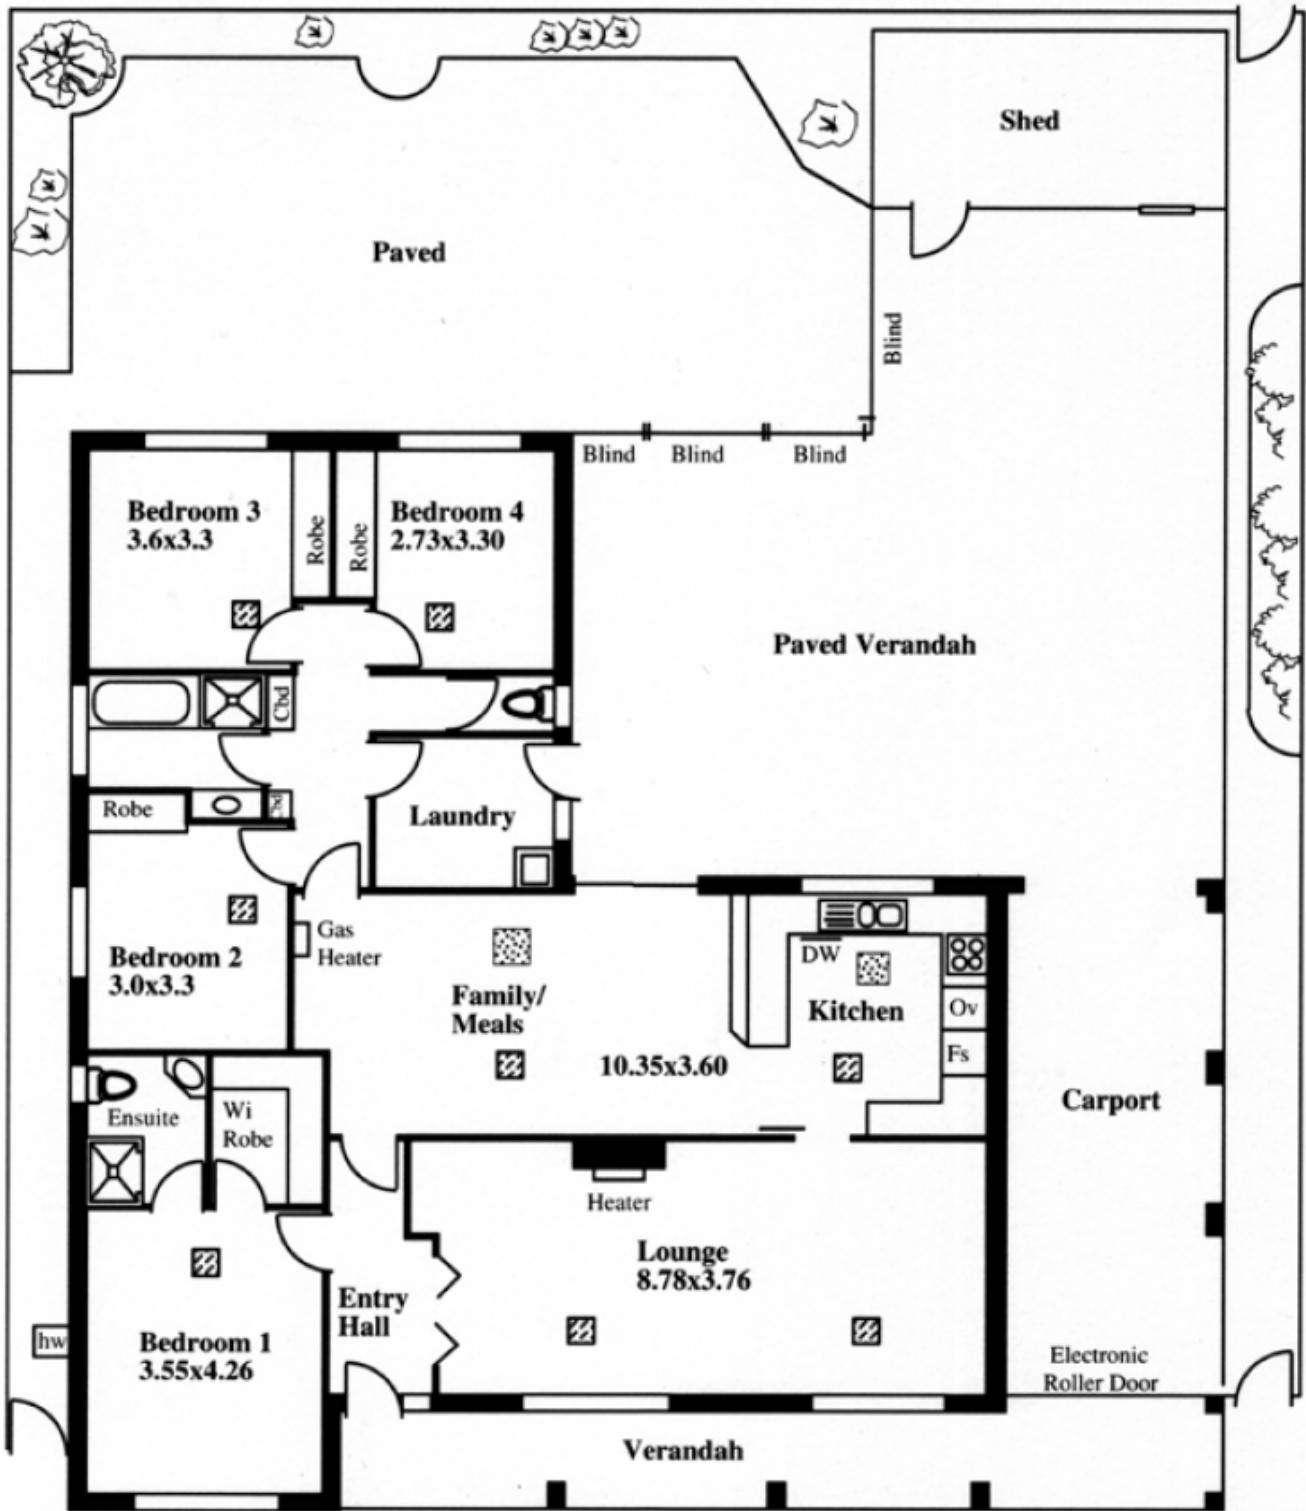 Shed
Paved
Blind
Blind
Blind
Blind
Bedroom 3
3.6x3.3
Robe
Robe
Bedroom 4
2.73x3.30
Paved Verandah
Cbd
Robe
Cbd
Laundry
Gas
Heater
Bedroom 2
3.0x3.3
Family/
Meals
DW
Kitchen
Ov
Fs
10.35x3.60
Carport
Ensuite
Wi
Robe
Heater
Lounge
8.78x3.76
Entry
Hall
hw
Bedroom 1
3.55x4.26
Electronic
Roller Door
Verandah